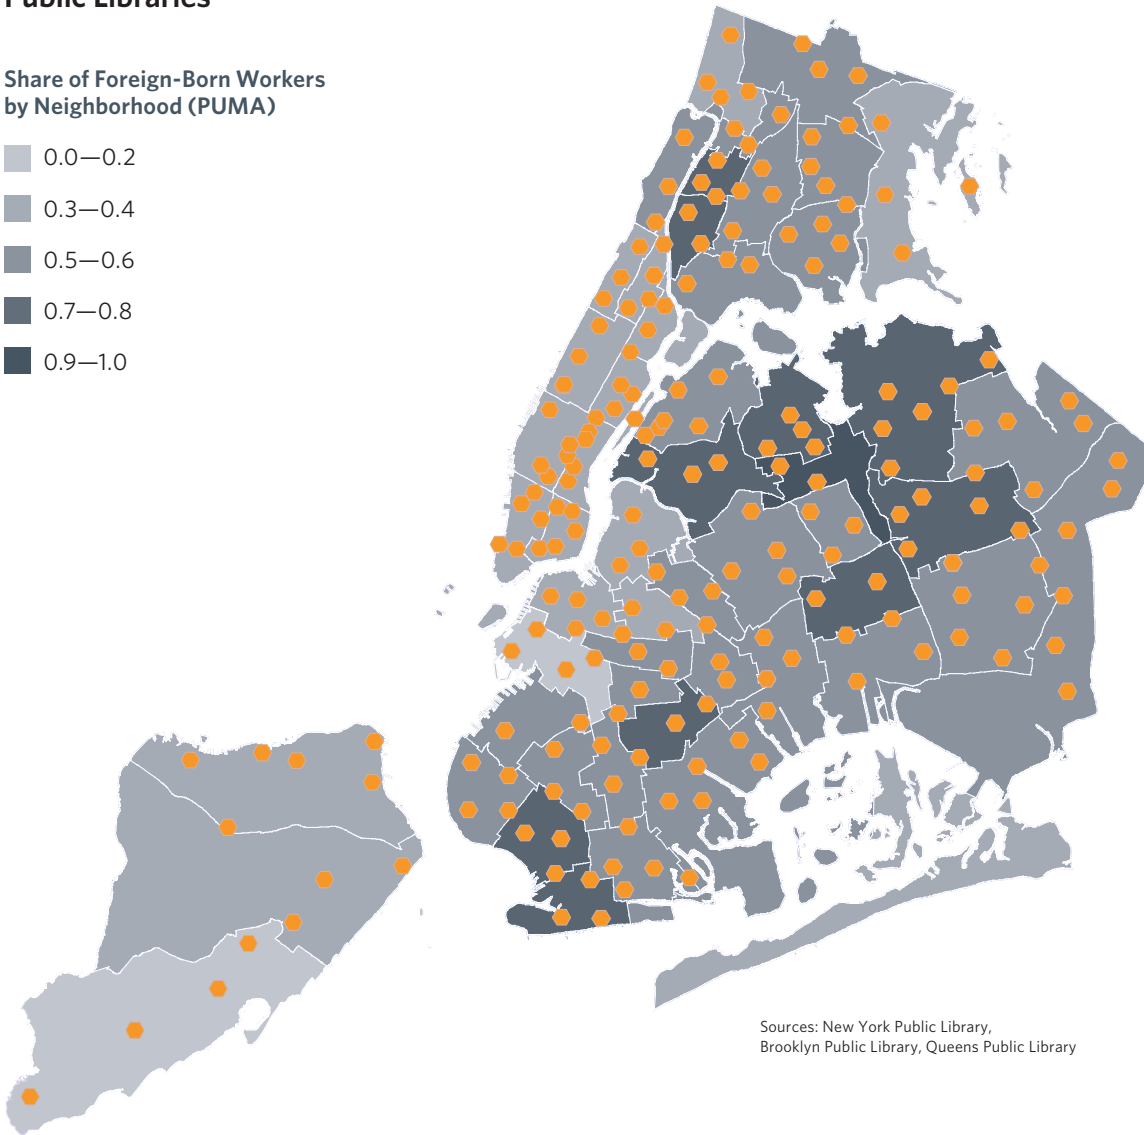 Public Libraries
Share of Foreign-Born Workers
by Neighborhood (PUMA)
0.0—0.2
0.3—0.4
0.5—0.6
0.7—0.8
0.9—1.0
Sources: New York Public Library,
Brooklyn Public Library, Queens Public Library